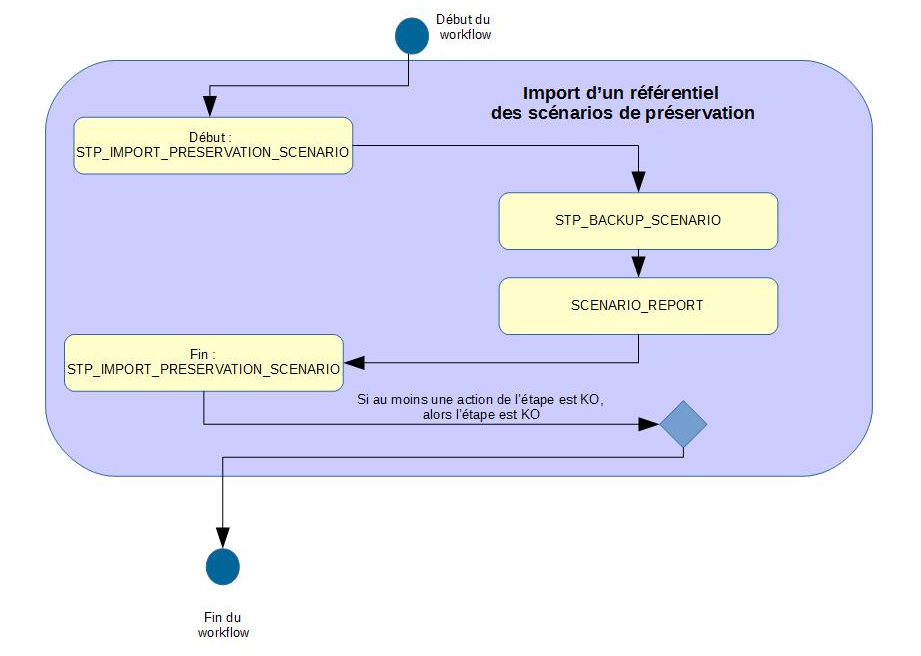 Début du
workflow
Import d’un référentiel
des scénarios de préservation
Début :
STP_IMPORT_PRESERVATION_SCENARIO
STP_BACKUP_SCENARIO
SCENARIO_REPORT
Fin :
STP_IMPORT_PRESERVATION_SCENARIO
Si au moins une action de l’étape est KO,
alors l’étape est KO
Fin du
workflow